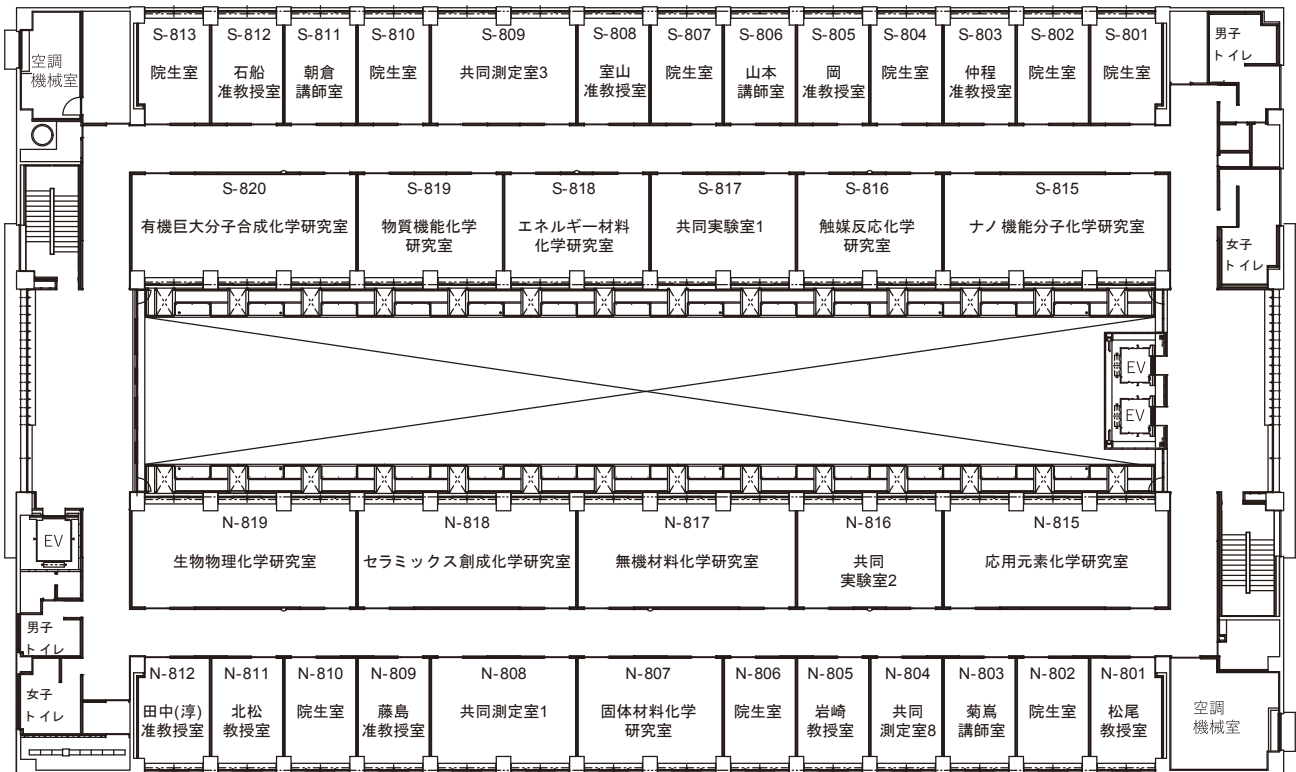 空調
機械室
S-813
院生室
S-812
石船
准教授室
S-811
朝倉
講師室
S-810
院生室
S-809
共同測定室3
S-808
室山
准教授室
S-807
院生室
S-806
山本
講師室
S-805
岡
准教授室
S-804
院生室
S-803
仲程
准教授室
S-802
院生室
S-801
院生室
男子
トイレ
S-820
有機巨大分子合成化学研究室
S-819
物質機能化学
研究室
S-818
エネルギー材料
化学研究室
S-817
共同実験室1
S-816
触媒反応化学
研究室
S-815
ナノ機能分子化学研究室
女子
トイレ
EV
EV
EV
N-819
生物物理化学研究室
N-818
セラミックス創成化学研究室
N-817
無機材料化学研究室
N-816
共同
実験室2
N-815
応用元素化学研究室
男子
トイレ
女子
トイレ
N-812
田中(淳)
准教授室
N-811
北松
教授室
N-810
院生室
N-809
藤島
准教授室
N-808
共同測定室1
N-807
固体材料化学
研究室
N-806
院生室
N-805
岩崎
教授室
N-804
共同
測定室8
N-803
菊嶌
講師室
N-802
院生室
N-801
松尾
教授室
空調
機械室